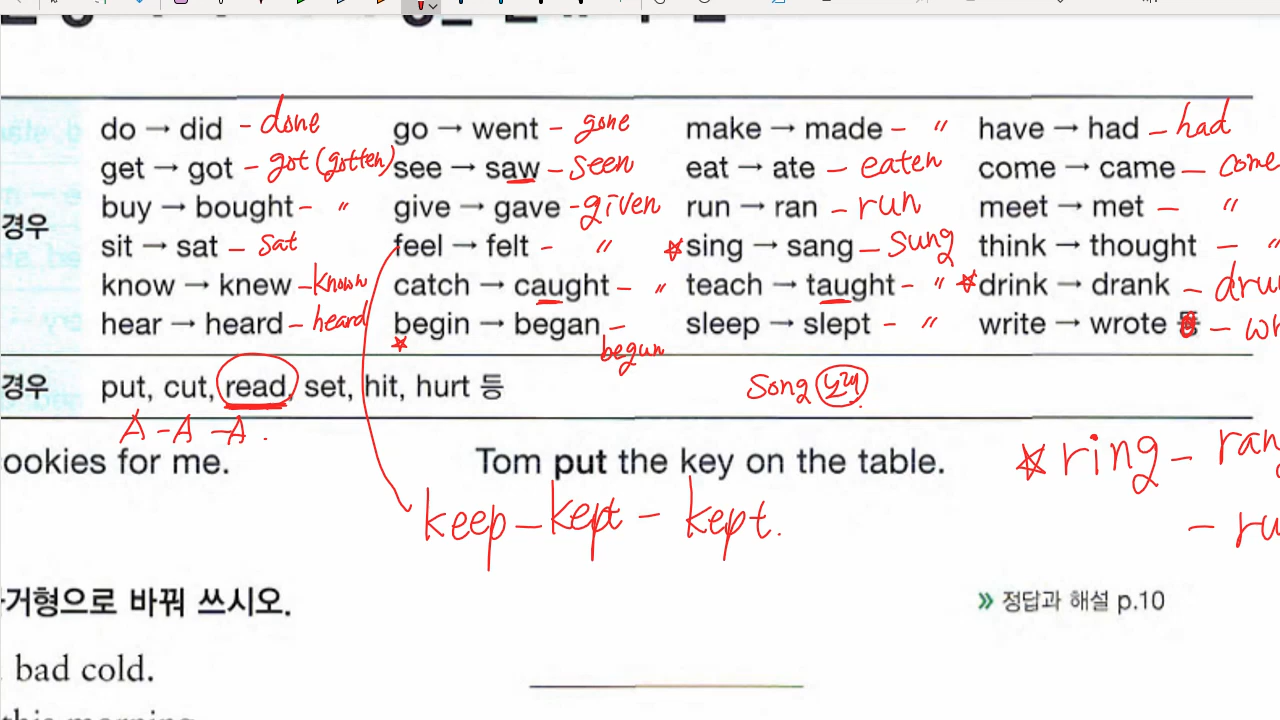 do → did - done go → went - gone make → made - 〃 have → had - had
get → got - got (gotten) see → saw - seen eat → ate - eaten come → came - come
경우 buy → bought - 〃 give → gave - given run → ran - run meet → met - 〃
sit → sat - sat feel → felt - 〃 ☆sing → sang - sung think → thought - 〃
know → knew - known catch → caught - 〃 teach → taught - 〃 ☆drink → drank -
hear → heard - heard begin → began - sleep → slept - 〃 write → wrote 등 -
☆ begun
경우 put, cut, read, set, hit, hurt 등 Song 노래
A - A - A.
ookies for me. Tom put the key on the table. ☆ring - ran
keep - kept - kept. -
거형으로 바꿔 쓰시오.
» 정답과 해설 p.10
bad cold.
this morning